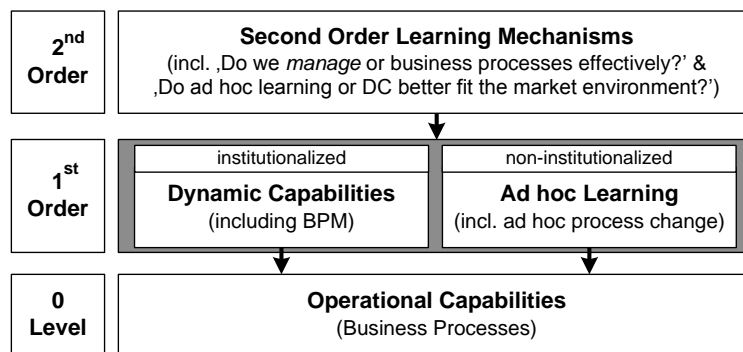 2nd
Order
Second Order Learning Mechanisms
(incl. ‚Do we manage or business processes effectively?' &
‚Do ad hoc learning or DC better fit the market environment?')
1st
Order
institutionalized
Dynamic Capabilities
(including BPM)
non-institutionalized
Ad hoc Learning
(incl. ad hoc process change)
0
Level
Operational Capabilities
(Business Processes)